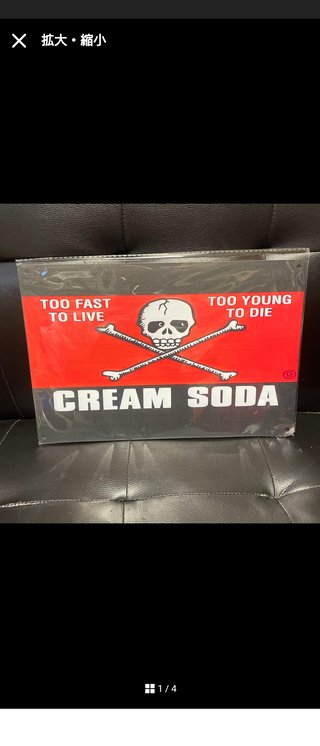 拡大・縮小
TOO FAST
TO LIVE
TOO YOUNG
TO DIE
®
CREAM SODA
1 / 4